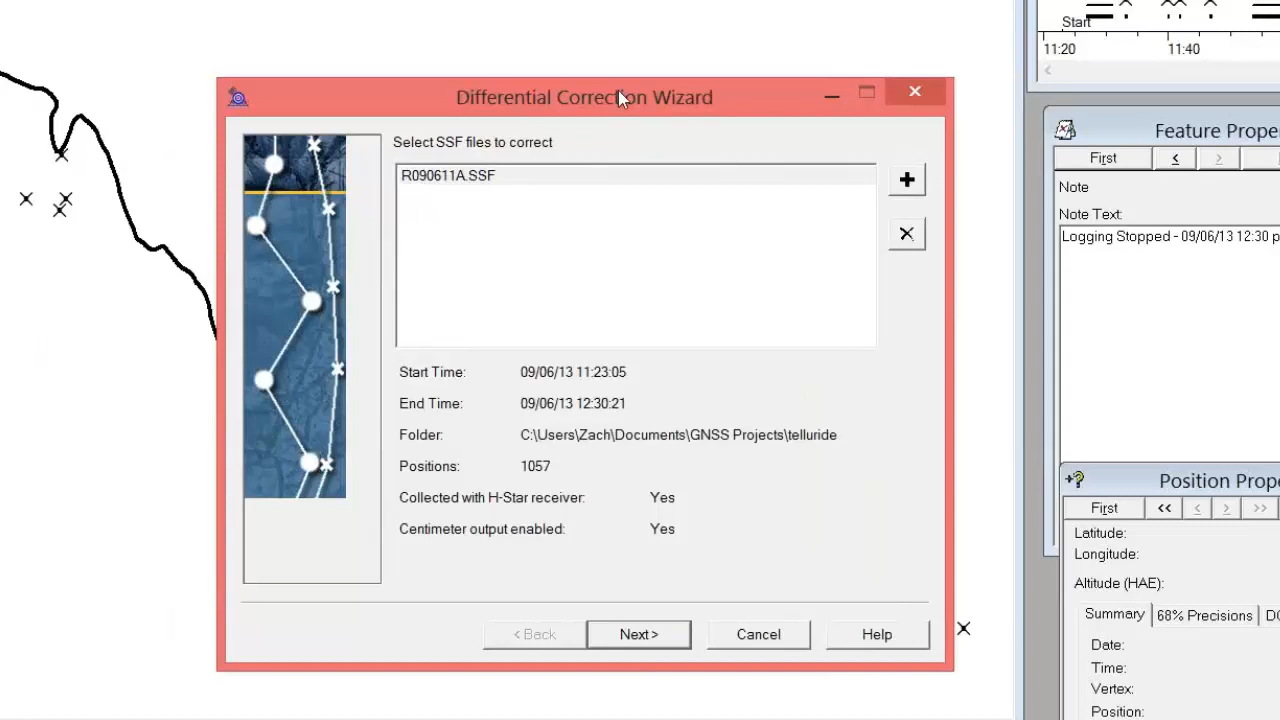 Start
11:20 11:40
<
Differential Correction Wizard
Select SSF files to correct
R090611A.SSF
Start Time: 09/06/13 11:23:05
End Time: 09/06/13 12:30:21
Folder: C:\Users\Zach\Documents\GNSS Projects\telluride
Positions: 1057
Collected with H-Star receiver: Yes
Centimeter output enabled: Yes
< Back Next> Cancel Help
Feature Prope
First < >
Note
Note Text:
Logging Stopped - 09/06/13 12:30 p
Position Prop
First << < > >>
Latitude:
Longitude:
Altitude (HAE):
Summary 68% Precisions DO
Date:
Time:
Vertex:
Position: